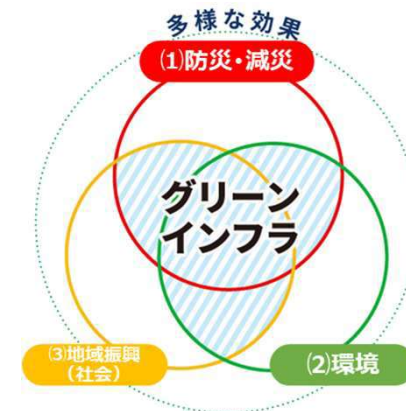 多様な効果
⑴防災・減災
グリーン
インフラ
⑶地域振興
（社会）
⑵環境